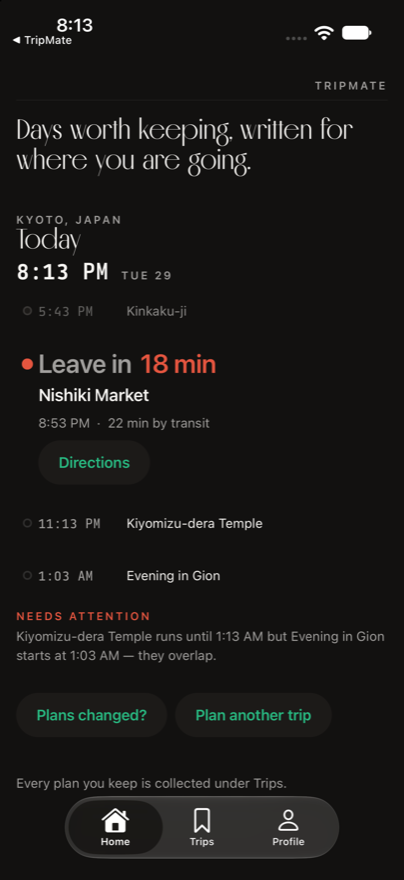 8:13
◀ TripMate
TRIPMATE
Days worth keeping, written for
where you are going.
KYOTO, JAPAN
Today
8:13 PM TUE 29
5:43 PM Kinkaku-ji
Leave in 18 min
Nishiki Market
8:53 PM · 22 min by transit
Directions
11:13 PM Kiyomizu-dera Temple
1:03 AM Evening in Gion
NEEDS ATTENTION
Kiyomizu-dera Temple runs until 1:13 AM but Evening in Gion
starts at 1:03 AM — they overlap.
Plans changed? Plan another trip
Every plan you keep is collected under Trips.
Home Trips Profile